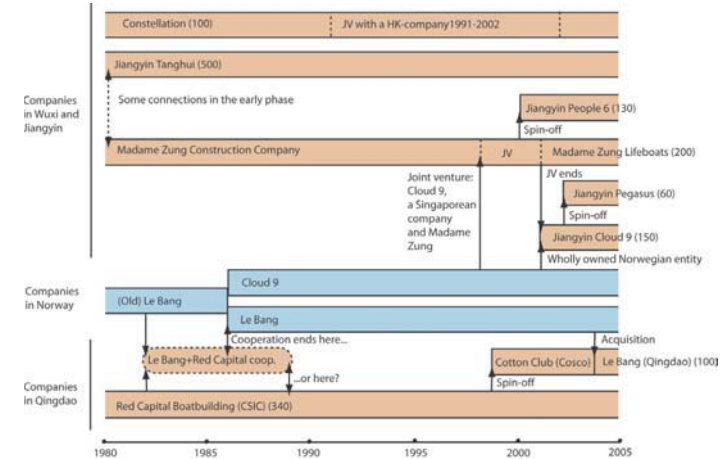 Constellation (100)
JV with a HK-company1991-2002
Jiangyin Tanghui (500)
Companies
in Wuxi and
Jiangyin
Some connections in the early phase
Jiangyin People 6 (130)
Spin-off
Madame Zung Construction Company
JV
Madame Zung Lifeboats (200)
Joint venture:
Cloud 9,
a Singaporean
company
and Madame
Zung
JV ends
Jiangyin Pegasus (60)
Spin-off
Jiangyin Cloud 9 (150)
Wholly owned Norwegian entity
Companies
in Norway
Cloud 9
(Old) Le Bang
Le Bang
Cooperation ends here...
Acquisition
Le Bang+Red Capital coop.
Cotton Club (Cosco)
Le Bang (Qingdao) (100)
...or here?
Spin-off
Companies
in Qingdao
Red Capital Boatbuilding (CSIC) (340)
1980
1985
1990
1995
2000
2005